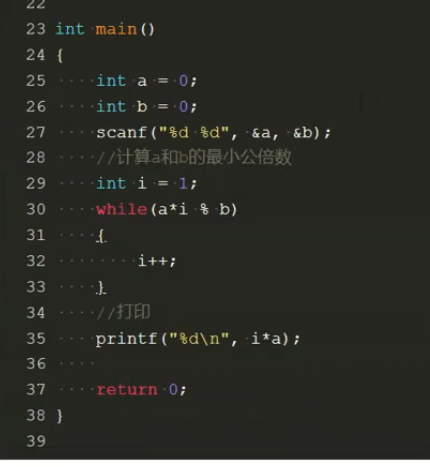 22
23 int main()
24 {
25 ····int a = 0;
26 ····int b = 0;
27 ····scanf("%d %d", &a, &b);
28 ····//计算a和b的最小公倍数
29 ····int i = 1;
30 ····while(a*i % b)
31 ····{
32 ········i++;
33 ····}
34 ····//打印
35 ····printf("%d\n", i*a);
36 ····
37 ····return 0;
38 }
39